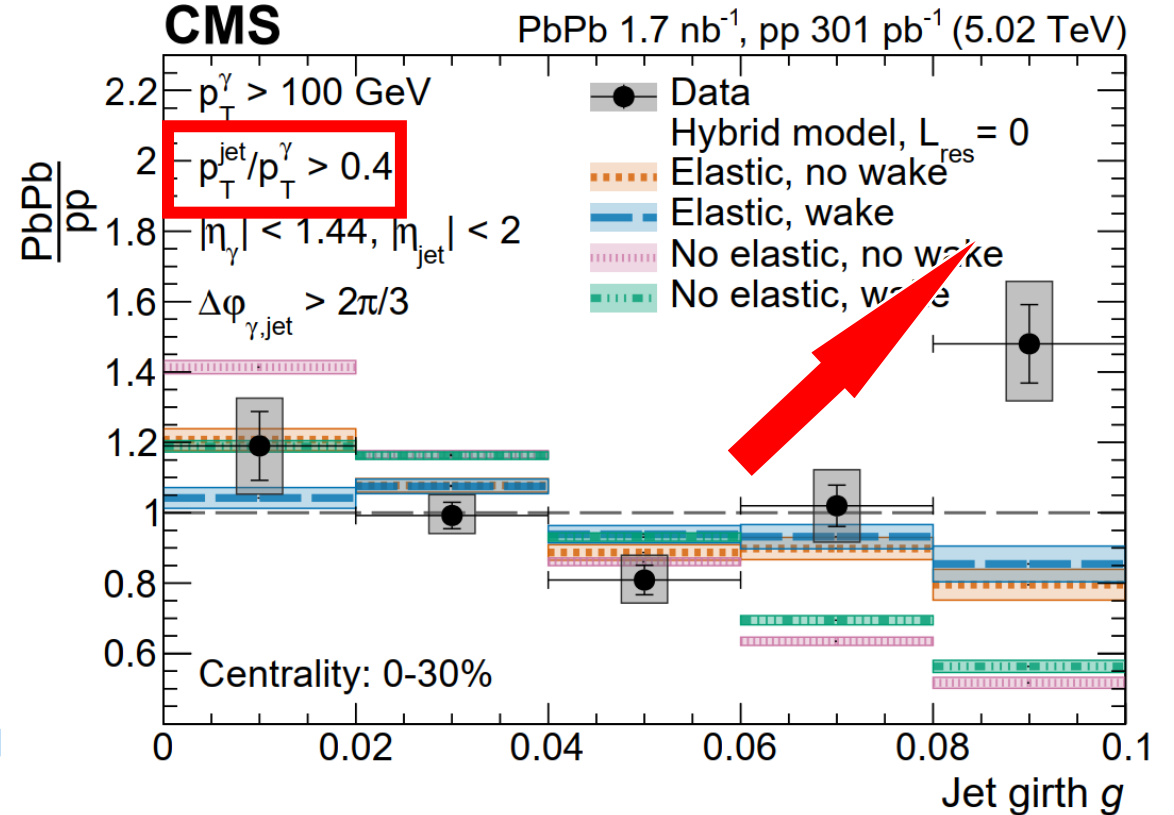 CMS
PbPb 1.7 nb⁻¹, pp 301 pb⁻¹ (5.02 TeV)
p_T^γ > 100 GeV
p_T^jet/p_T^γ > 0.4
|η_γ| < 1.44, |η_jet| < 2
Δφ_γ,jet > 2π/3
Data
Hybrid model, L_res = 0
Elastic, no wake
Elastic, wake
No elastic, no wake
No elastic, wake
PbPb
pp
2.2
2
1.8
1.6
1.4
1.2
1
0.8
0.6
Centrality: 0-30%
0 0.02 0.04 0.06 0.08 0.1
Jet girth g